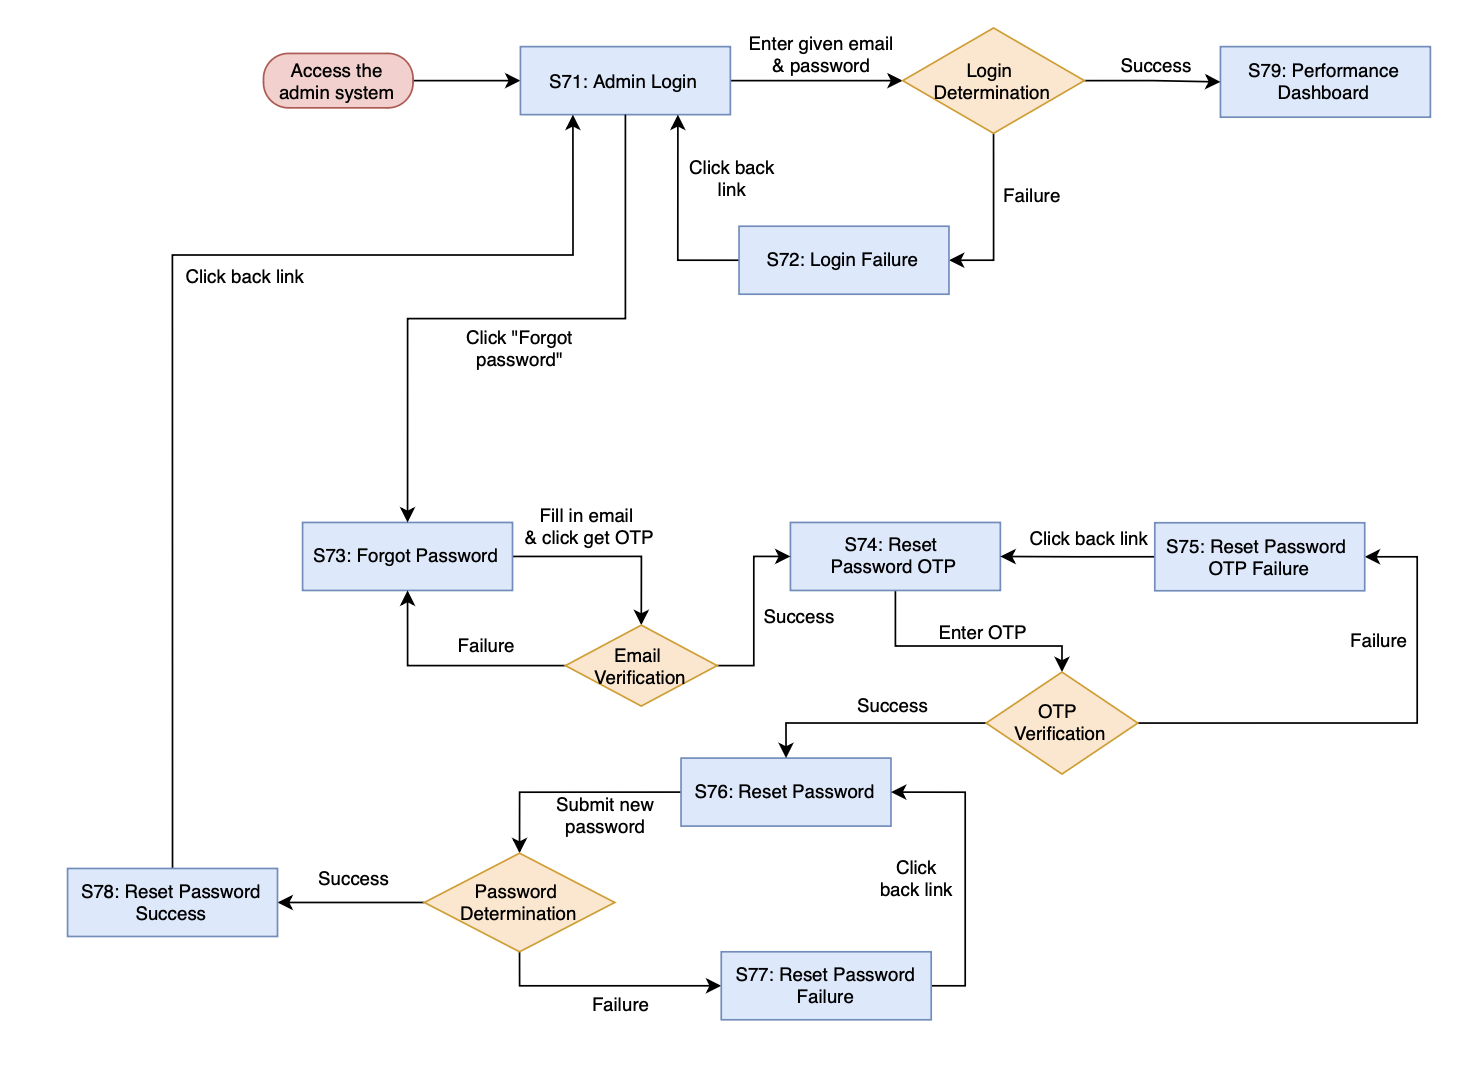 Access the
admin system
S71: Admin Login
Enter given email
& password
Login
Determination
Success
S79: Performance
Dashboard
Click back
link
Failure
S72: Login Failure
Click back link
Click "Forgot
password"
S73: Forgot Password
Fill in email
& click get OTP
S74: Reset
Password OTP
Click back link
S75: Reset Password
OTP Failure
Failure
Email
Verification
Success
Enter OTP
Failure
Success
OTP
Verification
S76: Reset Password
Submit new
password
Click
back link
S78: Reset Password
Success
Success
Password
Determination
S77: Reset Password
Failure
Failure